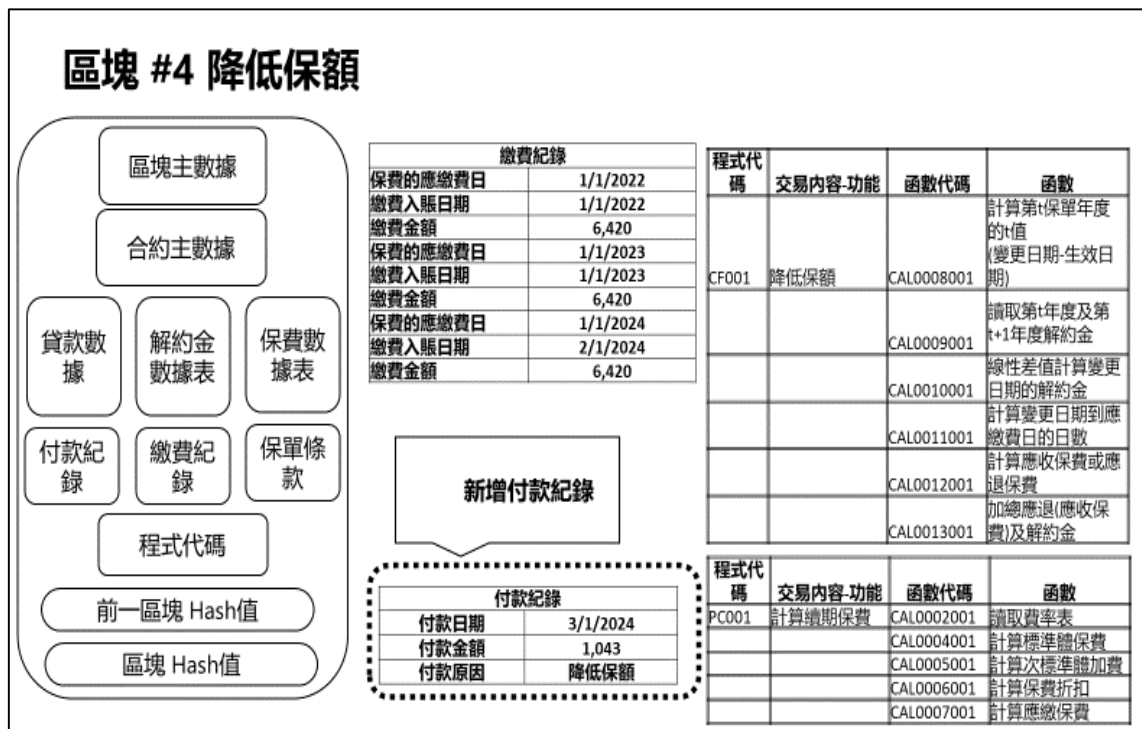 區塊 #4 降低保額
區塊主數據
合約主數據
貸款數
據
解約金
數據表
保費數
據表
付款紀
錄
繳費紀
錄
保單條
款
程式代碼
前一區塊 Hash值
區塊 Hash值
繳費紀錄
保費的應繳費日 1/1/2022
繳費入賬日期 1/1/2022
繳費金額 6,420
保費的應繳費日 1/1/2023
繳費入賬日期 1/1/2023
繳費金額 6,420
保費的應繳費日 1/1/2024
繳費入賬日期 2/1/2024
繳費金額 6,420
新增付款紀錄
付款紀錄
付款日期 3/1/2024
付款金額 1,043
付款原因 降低保額
程式代
碼 交易內容-功能 函數代碼 函數
計算第t保單年度
的t值
(變更日期-生效日
CF001 降低保額 CAL0008001 期)
讀取第t年度及第
CAL0009001 t+1年度解約金
線性差值計算變更
CAL0010001 日期的解約金
計算變更日期到應
CAL0011001 繳費日的日數
計算應收保費或應
CAL0012001 退保費
加總應退(應收保
CAL0013001 費)及解約金
程式代
碼 交易內容-功能 函數代碼 函數
PC001 計算續期保費 CAL0002001 讀取費率表
CAL0004001 計算標準體保費
CAL0005001 計算次標準體加費
CAL0006001 計算保費折扣
CAL0007001 計算應繳保費